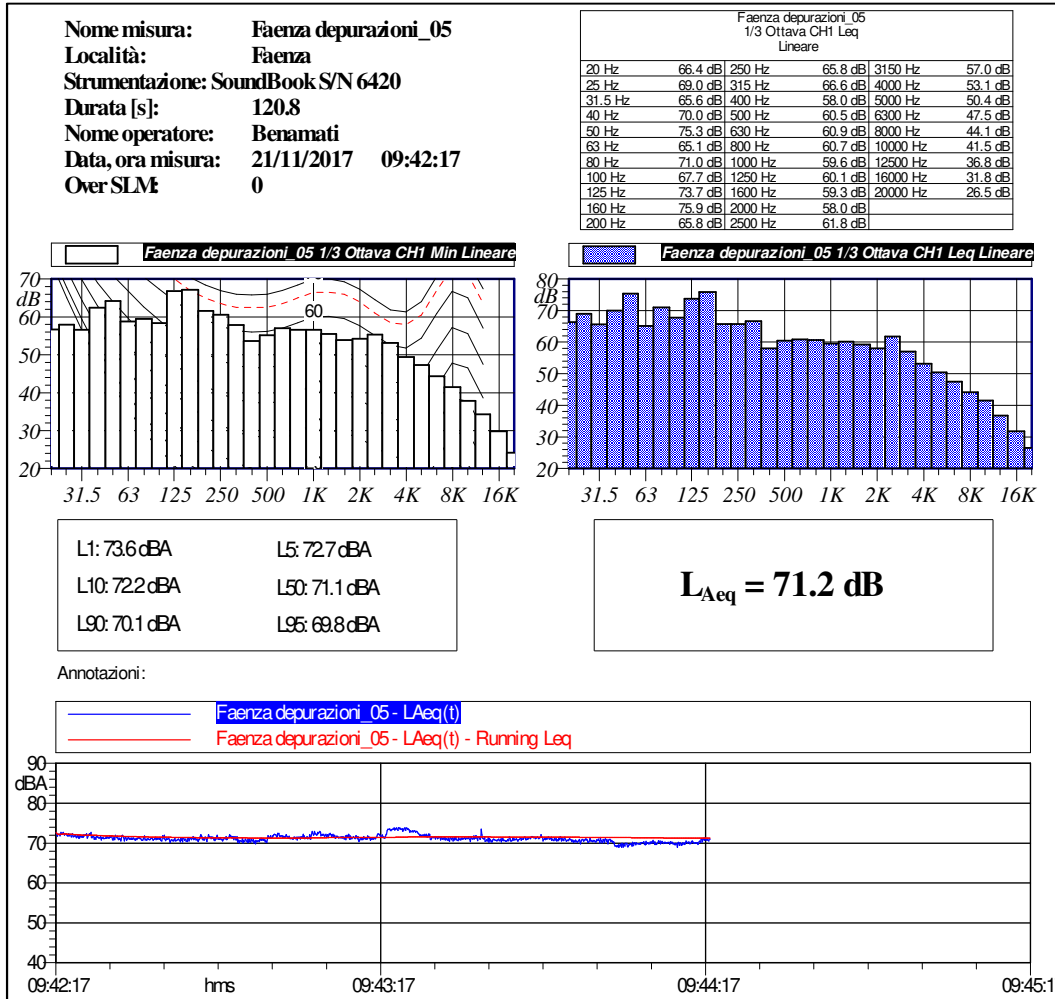 Nome misura: Faenza depurazioni_05
Località: Faenza
Strumentazione: SoundBook S/N 6420
Durata [s]: 120.8
Nome operatore: Benamati
Data, ora misura: 21/11/2017 09:42:17
Over SLM: 0
Faenza depurazioni_05
1/3 Ottava CH1 Leq
Lineare
20 Hz 66.4 dB 250 Hz 65.8 dB 3150 Hz 57.0 dB
25 Hz 69.0 dB 315 Hz 66.6 dB 4000 Hz 53.1 dB
31.5 Hz 65.6 dB 400 Hz 58.0 dB 5000 Hz 50.4 dB
40 Hz 70.0 dB 500 Hz 60.5 dB 6300 Hz 47.5 dB
50 Hz 75.3 dB 630 Hz 60.9 dB 8000 Hz 44.1 dB
63 Hz 65.1 dB 800 Hz 60.7 dB 10000 Hz 41.5 dB
80 Hz 71.0 dB 1000 Hz 59.6 dB 12500 Hz 36.8 dB
100 Hz 67.7 dB 1250 Hz 60.1 dB 16000 Hz 31.8 dB
125 Hz 73.7 dB 1600 Hz 59.3 dB 20000 Hz 26.5 dB
160 Hz 75.9 dB 2000 Hz 58.0 dB
200 Hz 65.8 dB 2500 Hz 61.8 dB
Faenza depurazioni_05 1/3 Ottava CH1 Min Lineare
70
dB
60
50
40
30
20
60
31.5 63 125 250 500 1K 2K 4K 8K 16K
Faenza depurazioni_05 1/3 Ottava CH1 Leq Lineare
80
dB
70
60
50
40
30
20
31.5 63 125 250 500 1K 2K 4K 8K 16K
L1: 73.6 dBA L5: 72.7 dBA
L10: 72.2 dBA L50: 71.1 dBA
L90: 70.1 dBA L95: 69.8 dBA
LAeq = 71.2 dB
Annotazioni:
Faenza depurazioni_05 - LAeq(t)
Faenza depurazioni_05 - LAeq(t) - Running Leq
90
dBA
80
70
60
50
40
09:42:17 hms 09:43:17 09:44:17 09:45:1